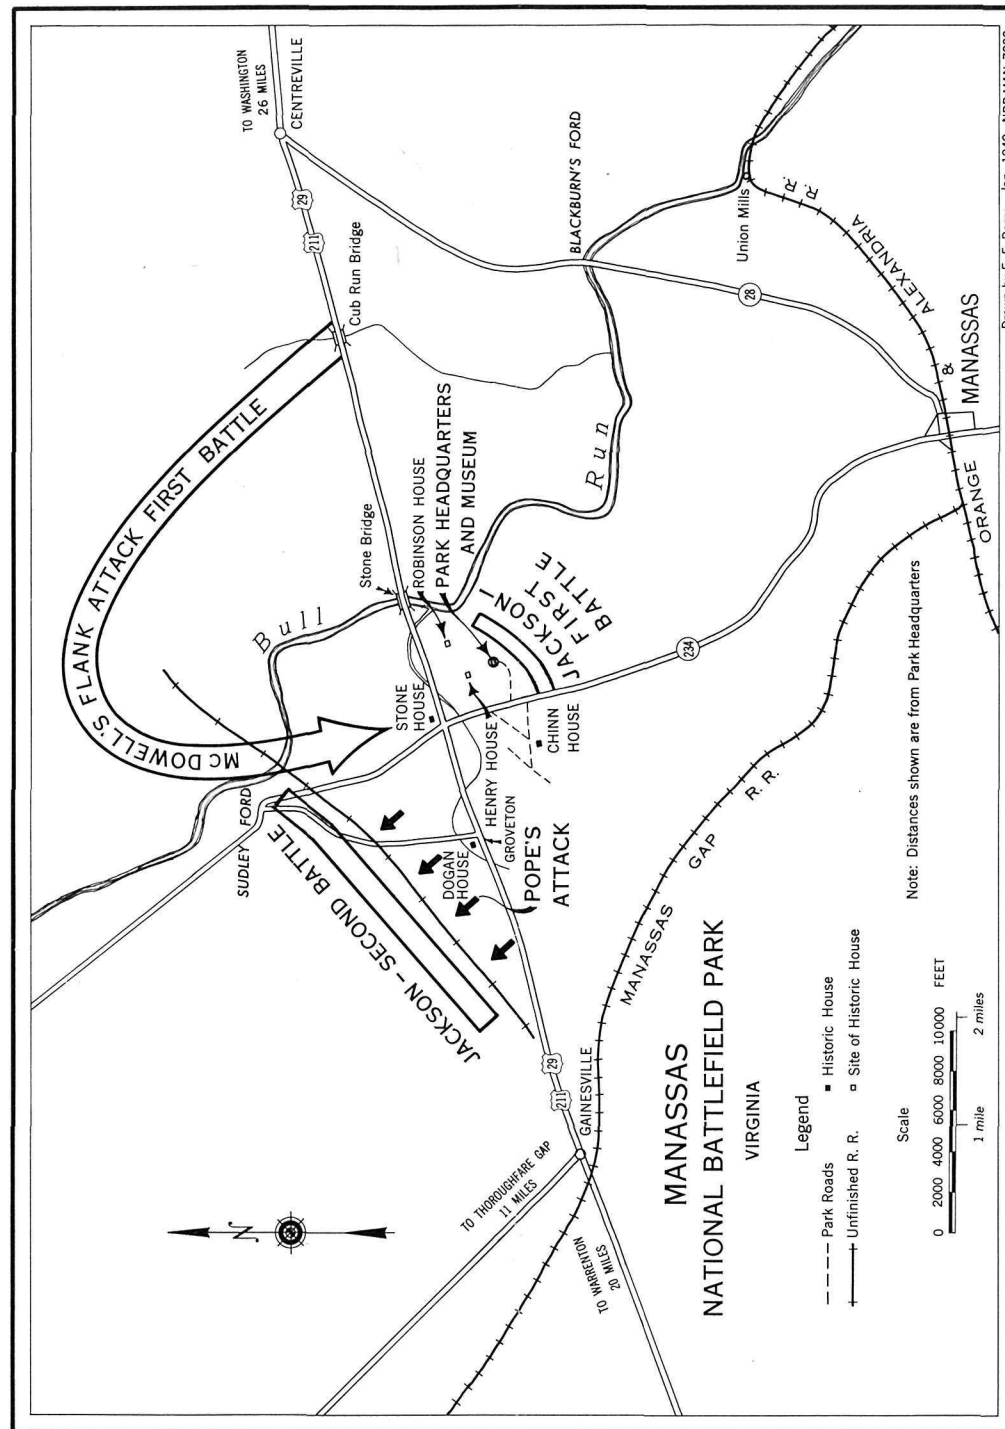 TO WASHINGTON
26 MILES
CENTREVILLE
29
211
Cub Run Bridge
BLACKBURN'S FORD
Union Mills
28
ALEXANDRIA R. R.
&
ORANGE
MANASSAS
McDOWELL'S FLANK ATTACK FIRST BATTLE
Bull
Run
Stone Bridge
ROBINSON HOUSE
PARK HEADQUARTERS
AND MUSEUM
JACKSON–
FIRST
BATTLE
STONE
HOUSE
CHINN
HOUSE
HENRY HOUSE
234
SUDLEY FORD
JACKSON – SECOND BATTLE
DOGAN
HOUSE
GROVETON
POPE'S
ATTACK
29
211
GAINESVILLE
MANASSAS GAP R. R.
TO THOROUGHFARE GAP
11 MILES
TO WARRENTON
20 MILES
N
MANASSAS
NATIONAL BATTLEFIELD PARK
VIRGINIA
Legend
Park Roads
Historic House
Unfinished R. R.
Site of Historic House
Scale
0 2000 4000 6000 8000 10000 FEET
1 mile 2 miles
Note: Distances shown are from Park Headquarters